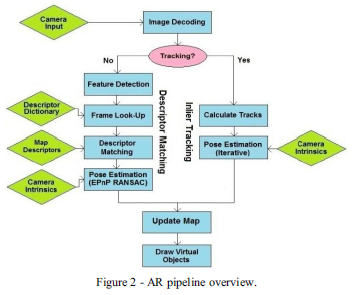 Camera
Input
Image Decoding
Tracking?
No
Yes
Feature Detection
Descriptor
Dictionary
Frame Look-Up
Calculate Tracks
Map
Descriptors
Descriptor
Matching
Pose Estimation
(Iterative)
Camera
Intrinsics
Camera
Intrinsics
Pose Estimation
(EPnP RANSAC)
Descriptor Matching
Inlier Tracking
Update Map
Draw Virtual
Objects
Figure 2 - AR pipeline overview.